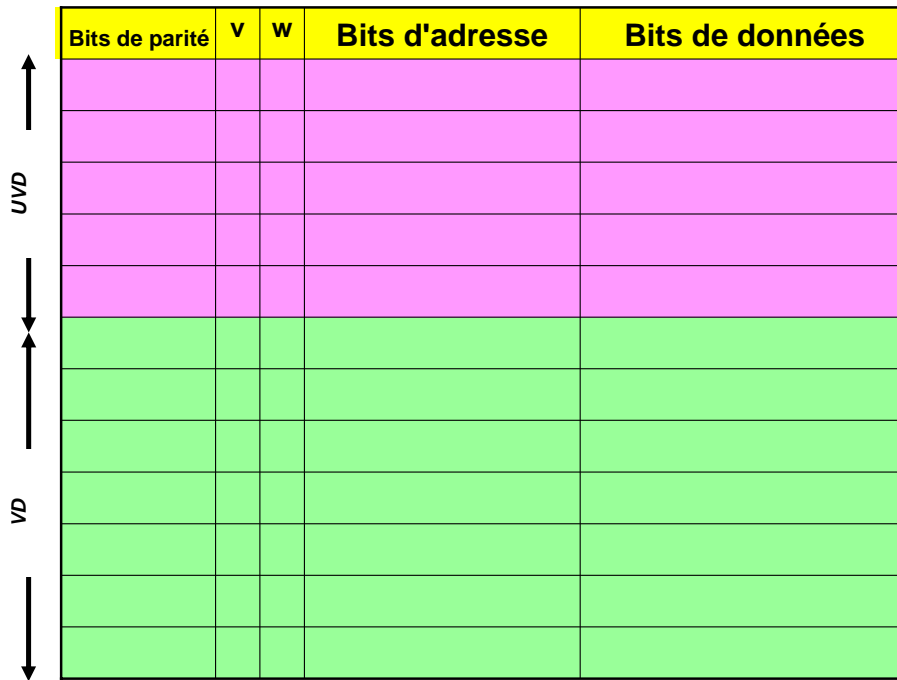 Bits de parité V W Bits d'adresse Bits de données
UVD
VD